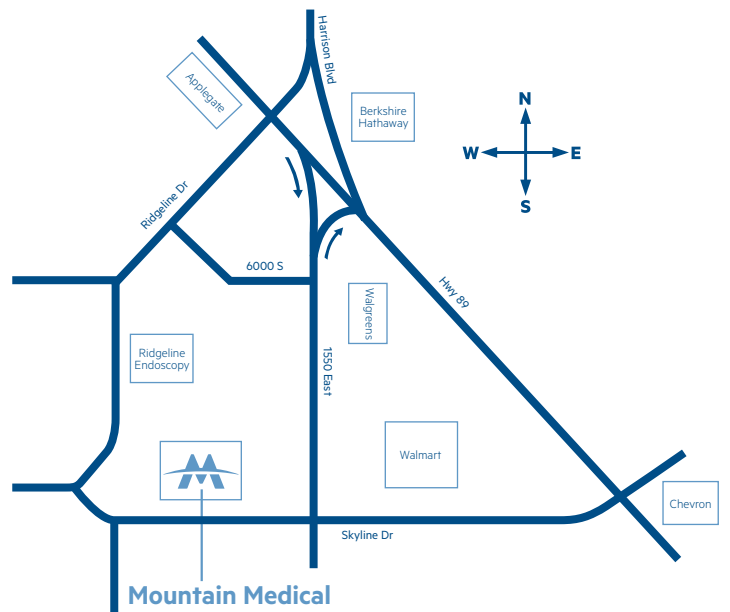 Harrison Blvd
Applegate
Berkshire
Hathaway
N
W
E
S
Ridgeline Dr
6000 S
Hwy 89
Walgreens
Ridgeline
Endoscopy
1550 East
Walmart
Chevron
Skyline Dr
Mountain Medical